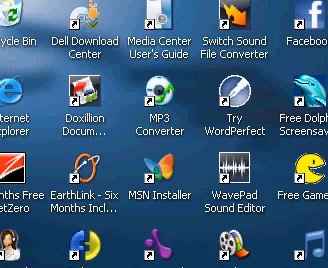 ycle Bin
Dell Download
Center
Media Center
User's Guide
Switch Sound
File Converter
Faceboo
ternet
xplorer
Doxillion
Docum...
MP3
Converter
Try
WordPerfect
Free Dolph
Screensav
nths Free
etZero
EarthLink - Six
Months Incl...
MSN Installer
WavePad
Sound Editor
Free Game